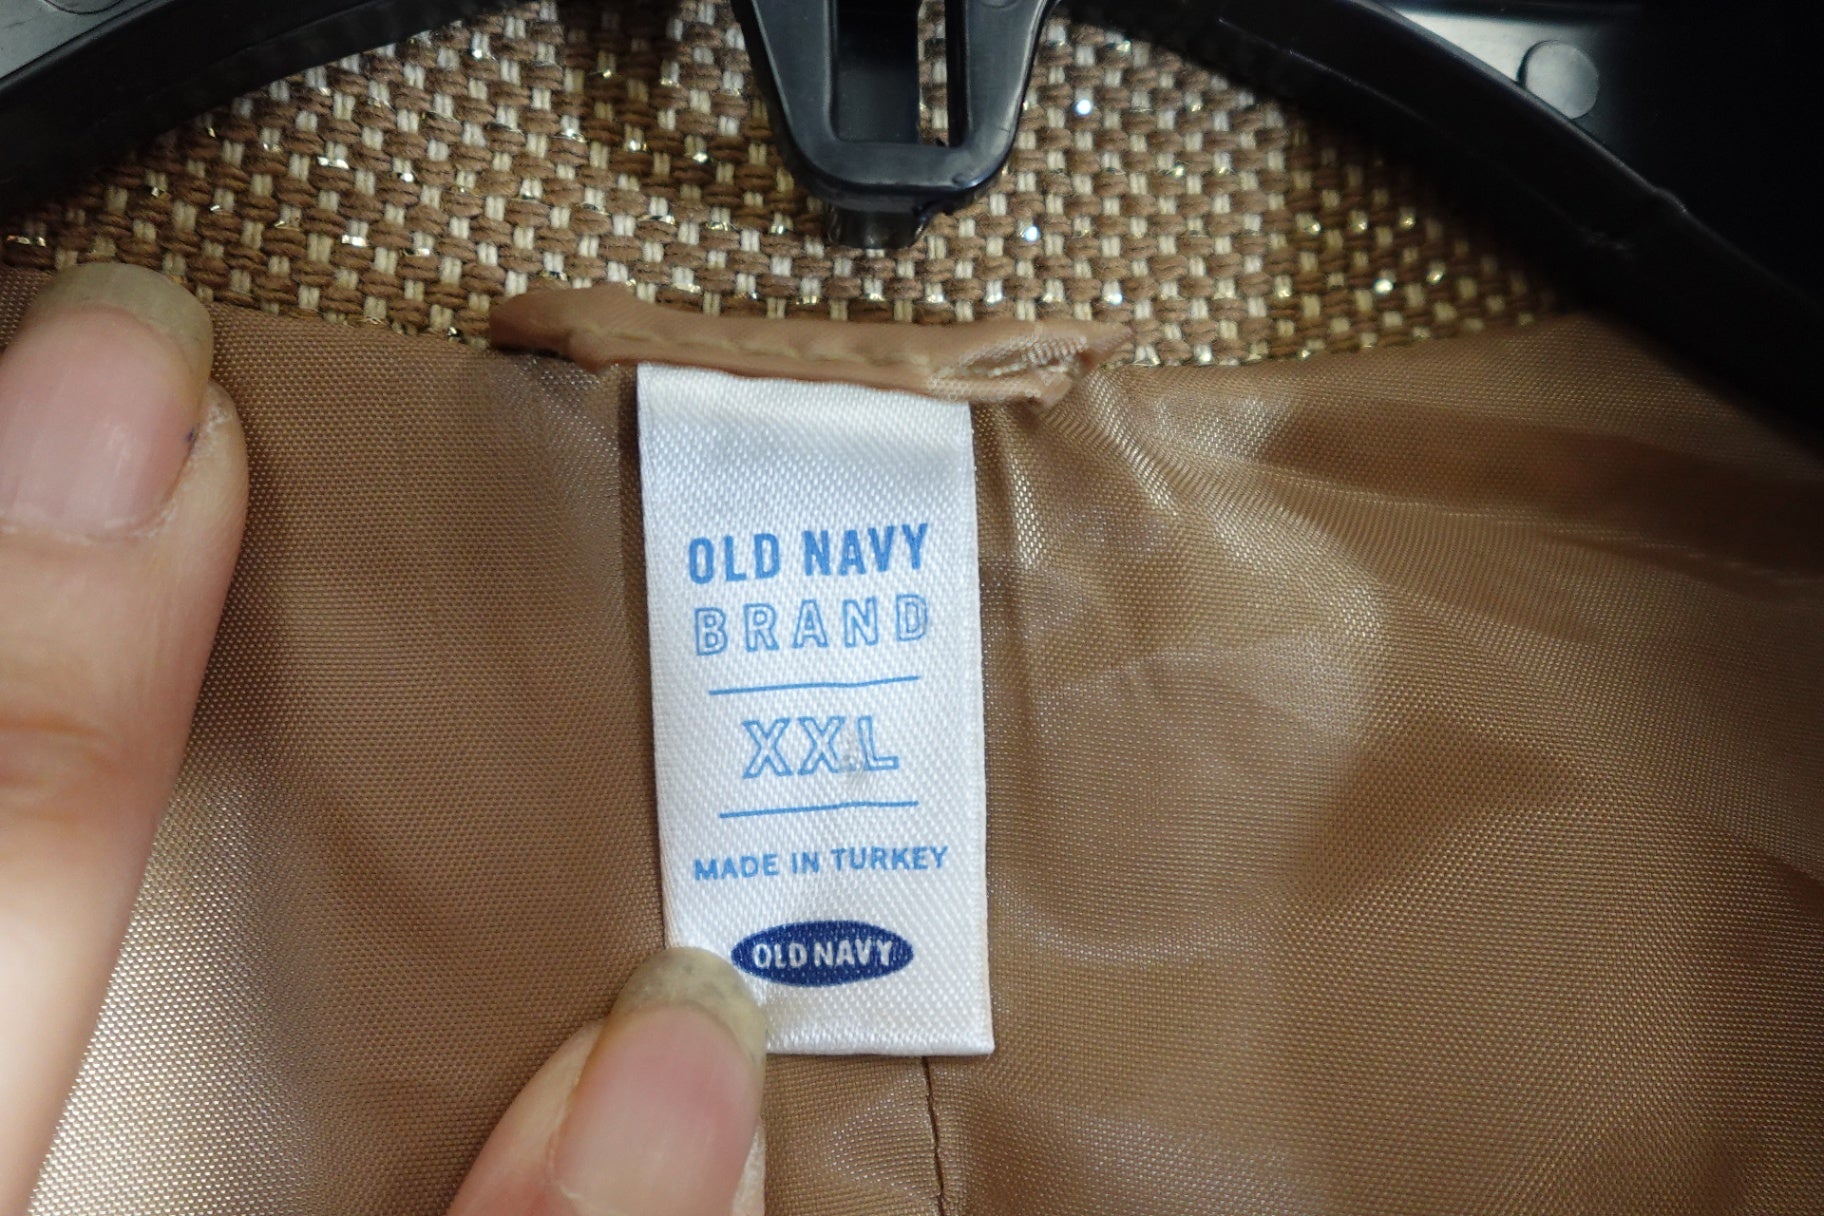 OLD NAVY
BRAND
XXL
MADE IN TURKEY
OLD NAVY